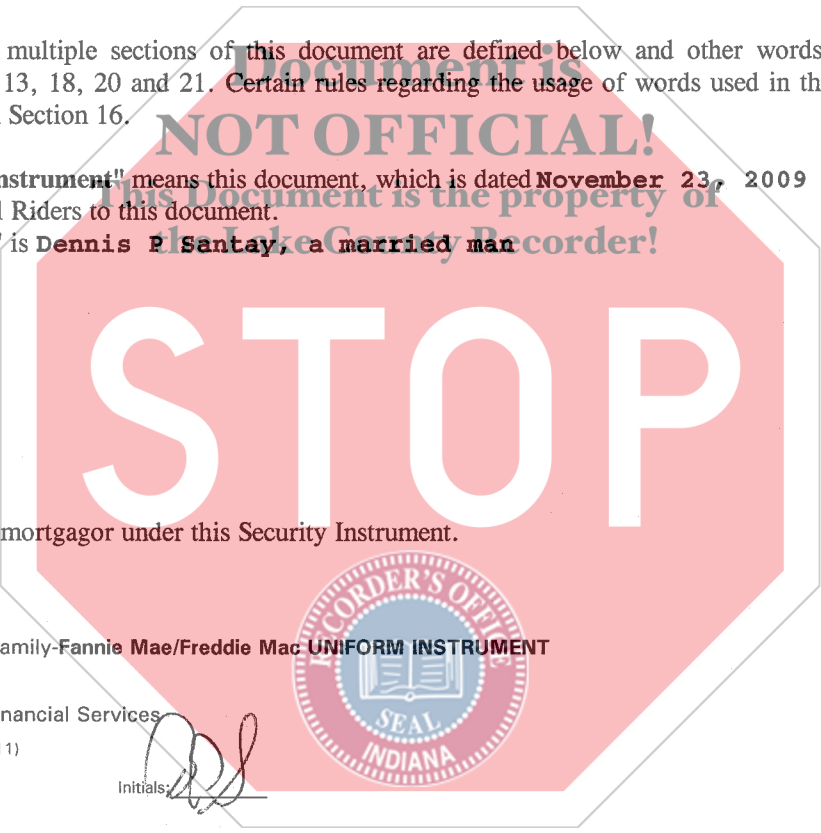 multiple sections of this document are defined below and other words
Document is
13, 18, 20 and 21. Certain rules regarding the usage of words used in th
Section 16.
NOT OFFICIAL!
nstrument" means this document, which is dated November 23, 2009
This Document is the property of
l Riders to this document.
" is Dennis P Santay, a married man
the Lake County Recorder!
STOP
mortgagor under this Security Instrument.
RECORDER'S OFFICE
amily-Fannie Mae/Freddie Mac UNIFORM INSTRUMENT
nancial Services
SEAL
1)
INDIANA
Initials: